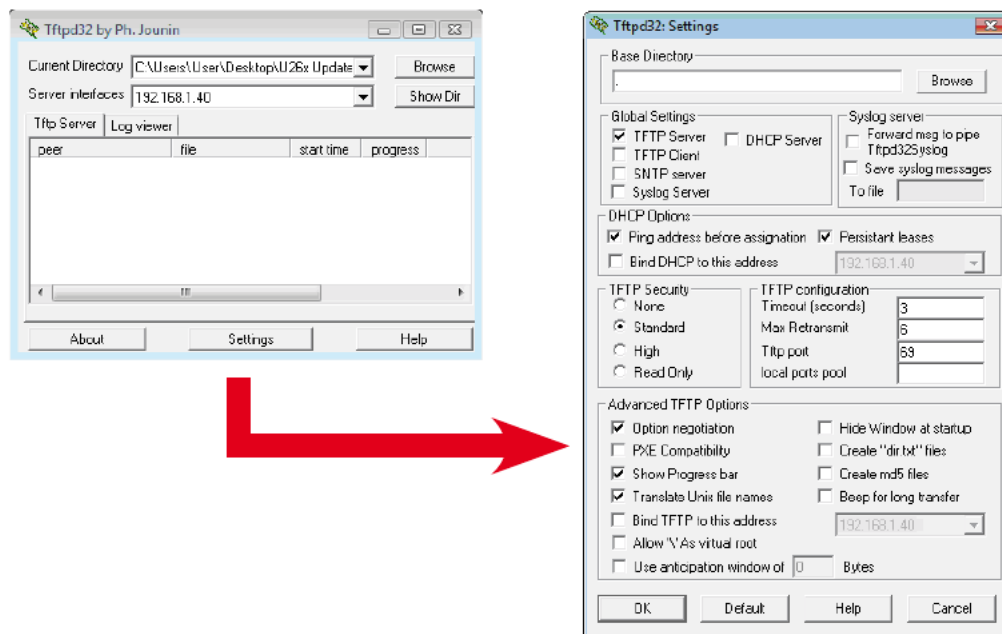 Tftpd32 by Ph. Jounin
Current Directory C:\Users\User\Desktop\U26x Update Browse
Server interfaces 192.168.1.40 Show Dir
Tftp Server Log viewer
peer file start time progress
About Settings Help
Tftpd32: Settings
Base Directory
. Browse
Global Settings
TFTP Server DHCP Server
TFTP Client
SNTP server
Syslog Server
Syslog server
Forward msg to pipe
Tftpd32Syslog
Save syslog messages
To file
DHCP Options
Ping address before assignation Persistant leases
Bind DHCP to this address 192.168.1.40
TFTP Security
None
Standard
High
Read Only
TFTP configuration
Timeout (seconds) 3
Max Retransmit 6
Tftp port 69
local ports pool
Advanced TFTP Options
Option negotiation Hide Window at startup
PXE Compatibility Create "dir.txt" files
Show Progress bar Create md5 files
Translate Unix file names Beep for long transfer
Bind TFTP to this address 192.168.1.40
Allow '\' As virtual root
Use anticipation window of 0 Bytes
OK Default Help Cancel